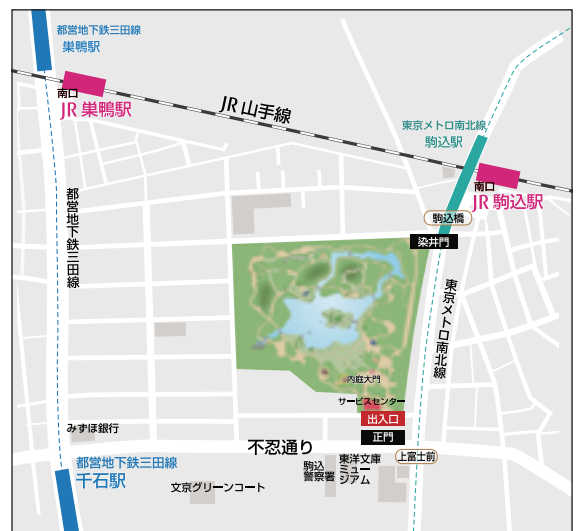 都営地下鉄三田線
巣鴨駅
南口
JR 巣鴨駅
JR 山手線
東京メトロ南北線
駒込駅
南口
JR 駒込駅
駒込橋
染井門
都営地下鉄三田線
東京メトロ南北線
内庭大門
サービスセンター
出入口
正門
みずほ銀行
不忍通り
上富士前
都営地下鉄三田線
千石駅
文京グリーンコート
駒込
警察署
東洋文庫
ミュー
ジアム